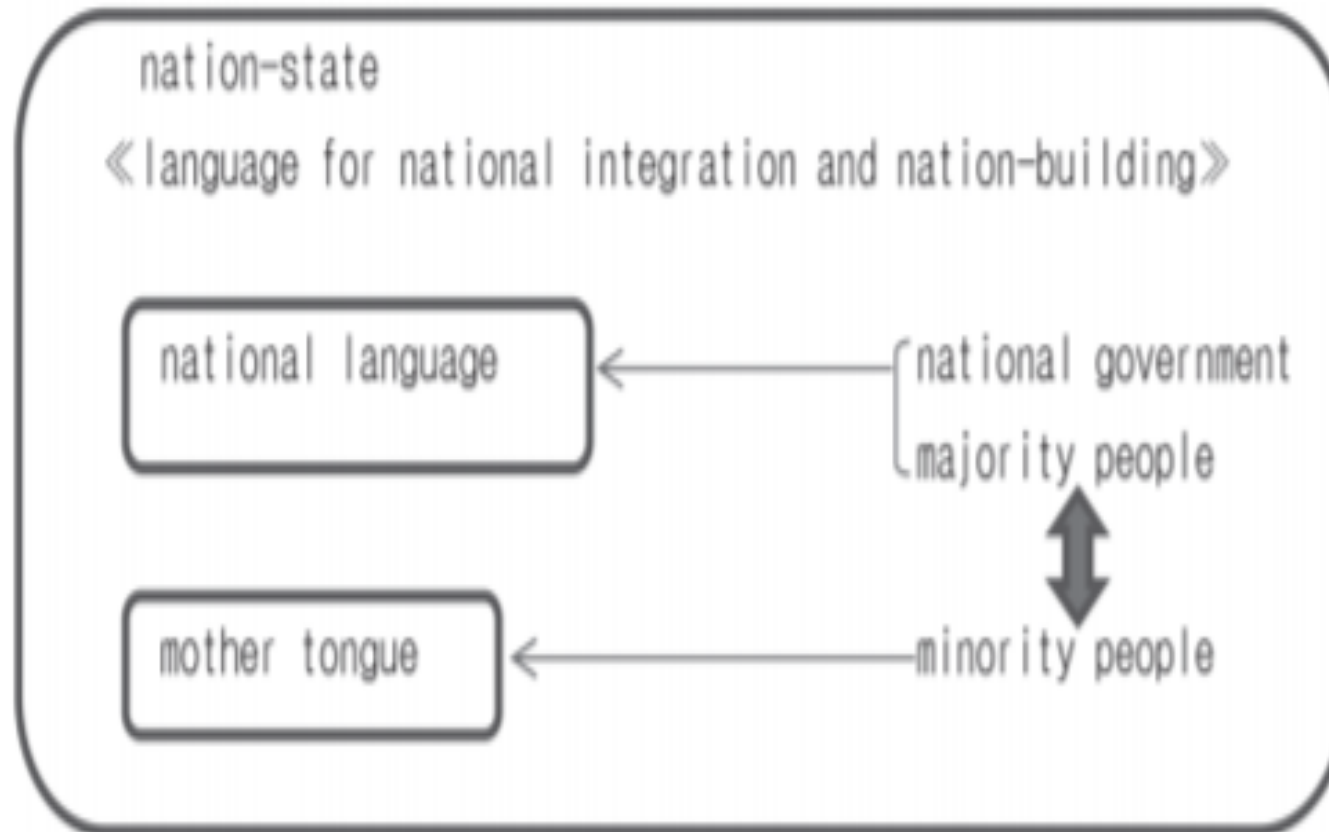 nation-state
≪language for national integration and nation-building≫
national language
national government
majority people
mother tongue
minority people